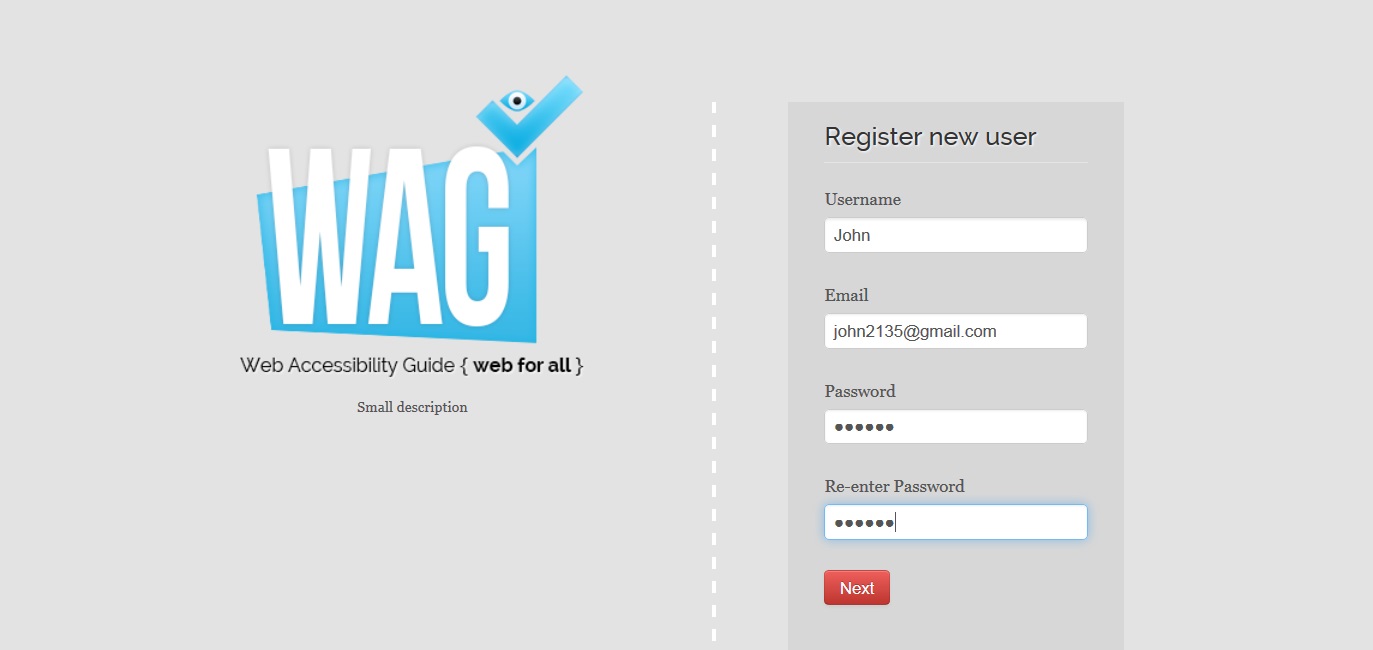 WAG
Web Accessibility Guide { web for all }
Small description
Register new user
Username
John
Email
john2135@gmail.com
Password
●●●●●●
Re-enter Password
●●●●●●
Next